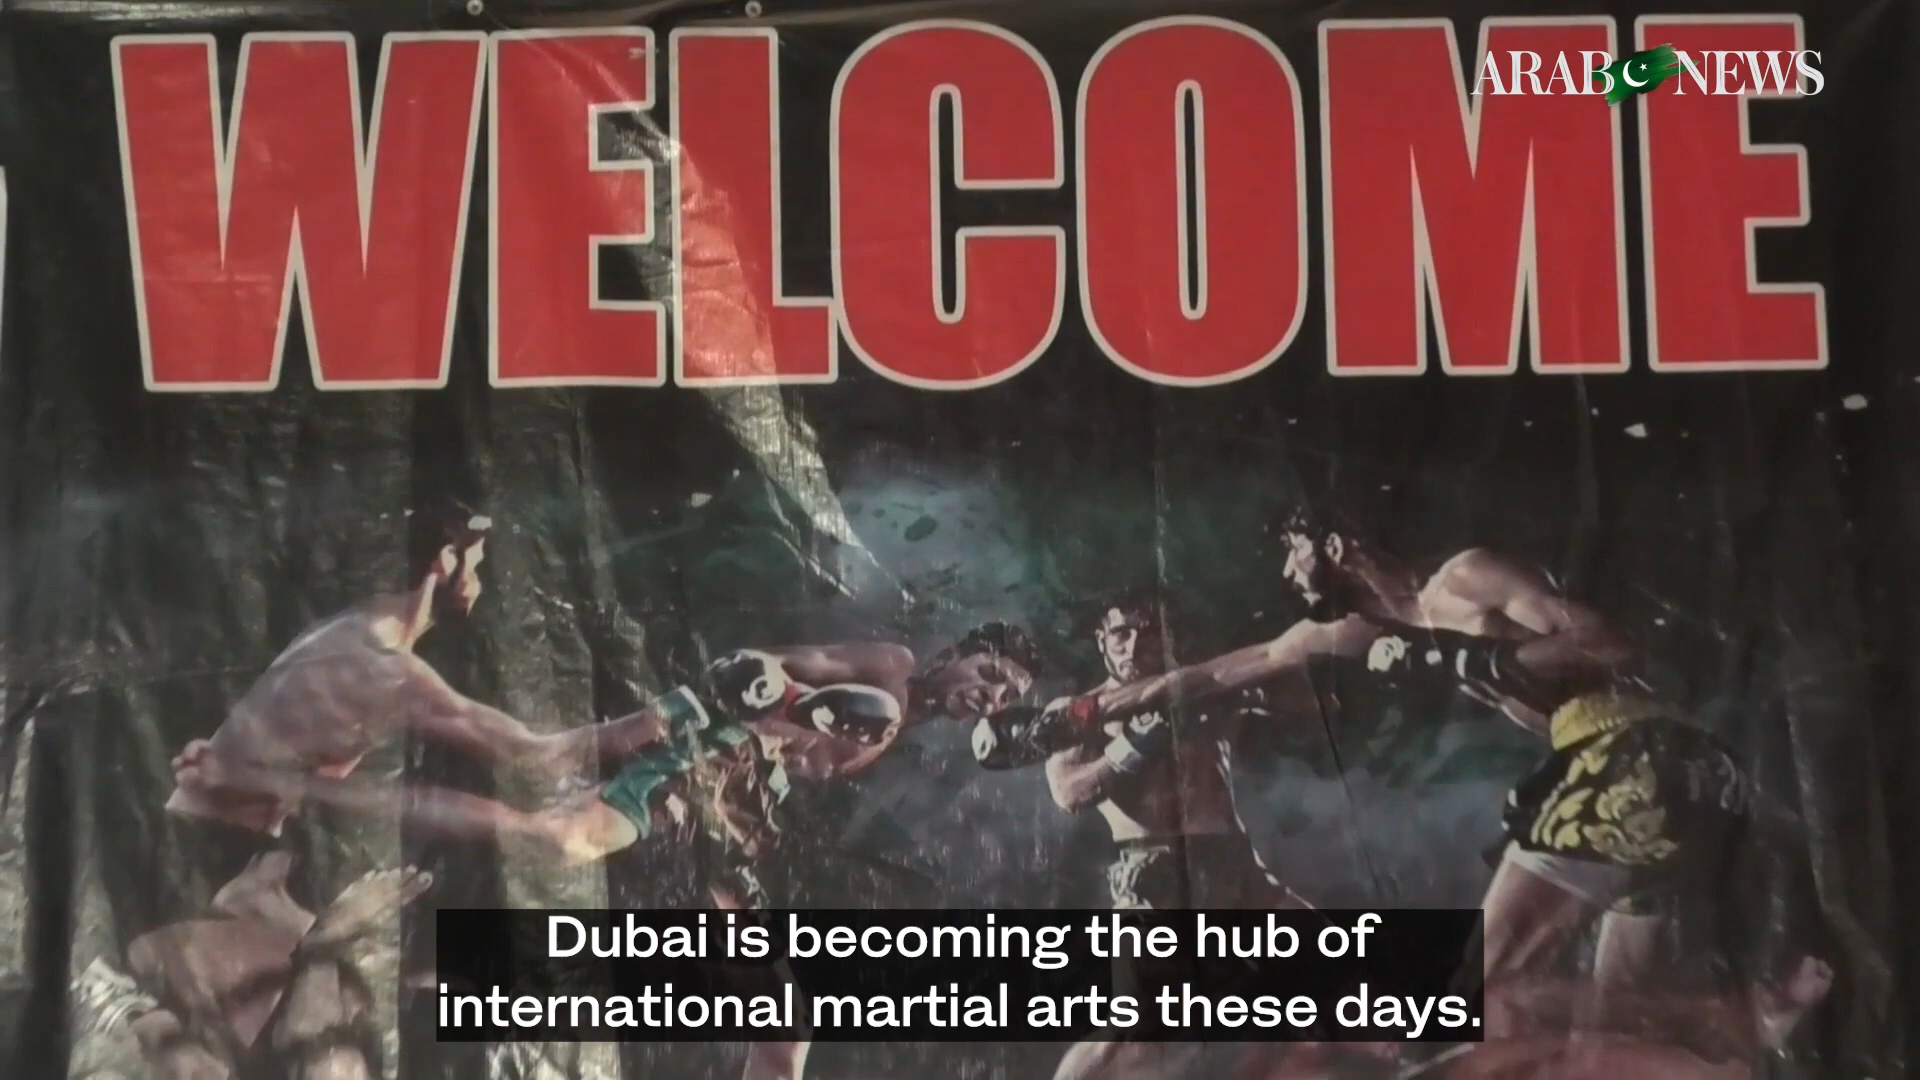 WELCOME
ARAB NEWS
Dubai is becoming the hub of
international martial arts these days.